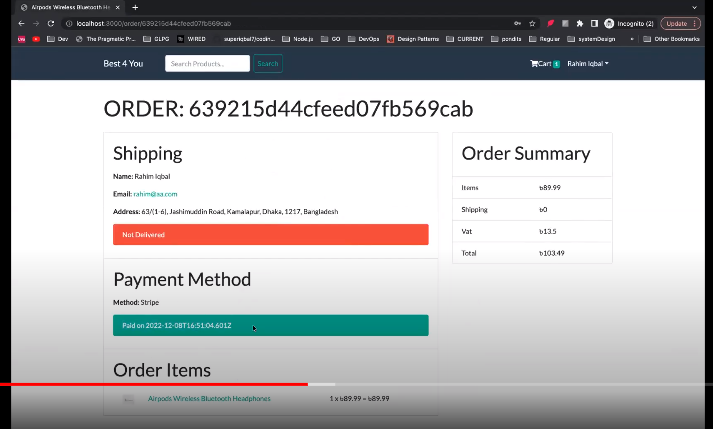 Airpods Wireless Bluetooth He
localhost:3000/order/639215d44cfeed07fb569cab
Incognito (2)
Update
Dev
The Pragmatic Pr...
GLPG
WIRED
superiqbal7/codin...
Node.js
GO
DevOps
Design Patterns
CURRENT
pondits
Regular
systemDesign
»
Other Bookmarks
Best 4 You
Search Products...
Search
Cart 1
Rahim Iqbal
ORDER: 639215d44cfeed07fb569cab
Shipping
Name: Rahim Iqbal
Email: rahim@aa.com
Address: 63/(1-6), Jashimuddin Road, Kamalapur, Dhaka, 1217, Bangladesh
Not Delivered
Payment Method
Method: Stripe
Paid on 2022-12-08T16:51:04.601Z
Order Items
Airpods Wireless Bluetooth Headphones
1 x ৳89.99 = ৳89.99
Order Summary
Items ৳89.99
Shipping ৳0
Vat ৳13.5
Total ৳103.49